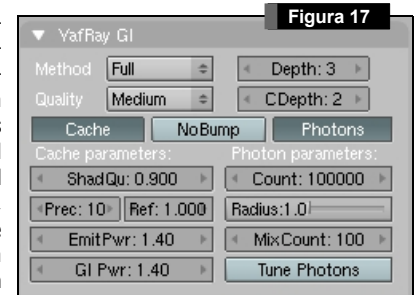 Figura 17
YafRay GI
Method Full Depth: 3
Quality Medium CDepth: 2
Cache NoBump Photons
Cache parameters: Photon parameters:
ShadQu: 0.900 Count: 100000
Prec: 10 Ref: 1.000 Radius:1.0
EmitPwr: 1.40 MixCount: 100
GI Pwr: 1.40 Tune Photons